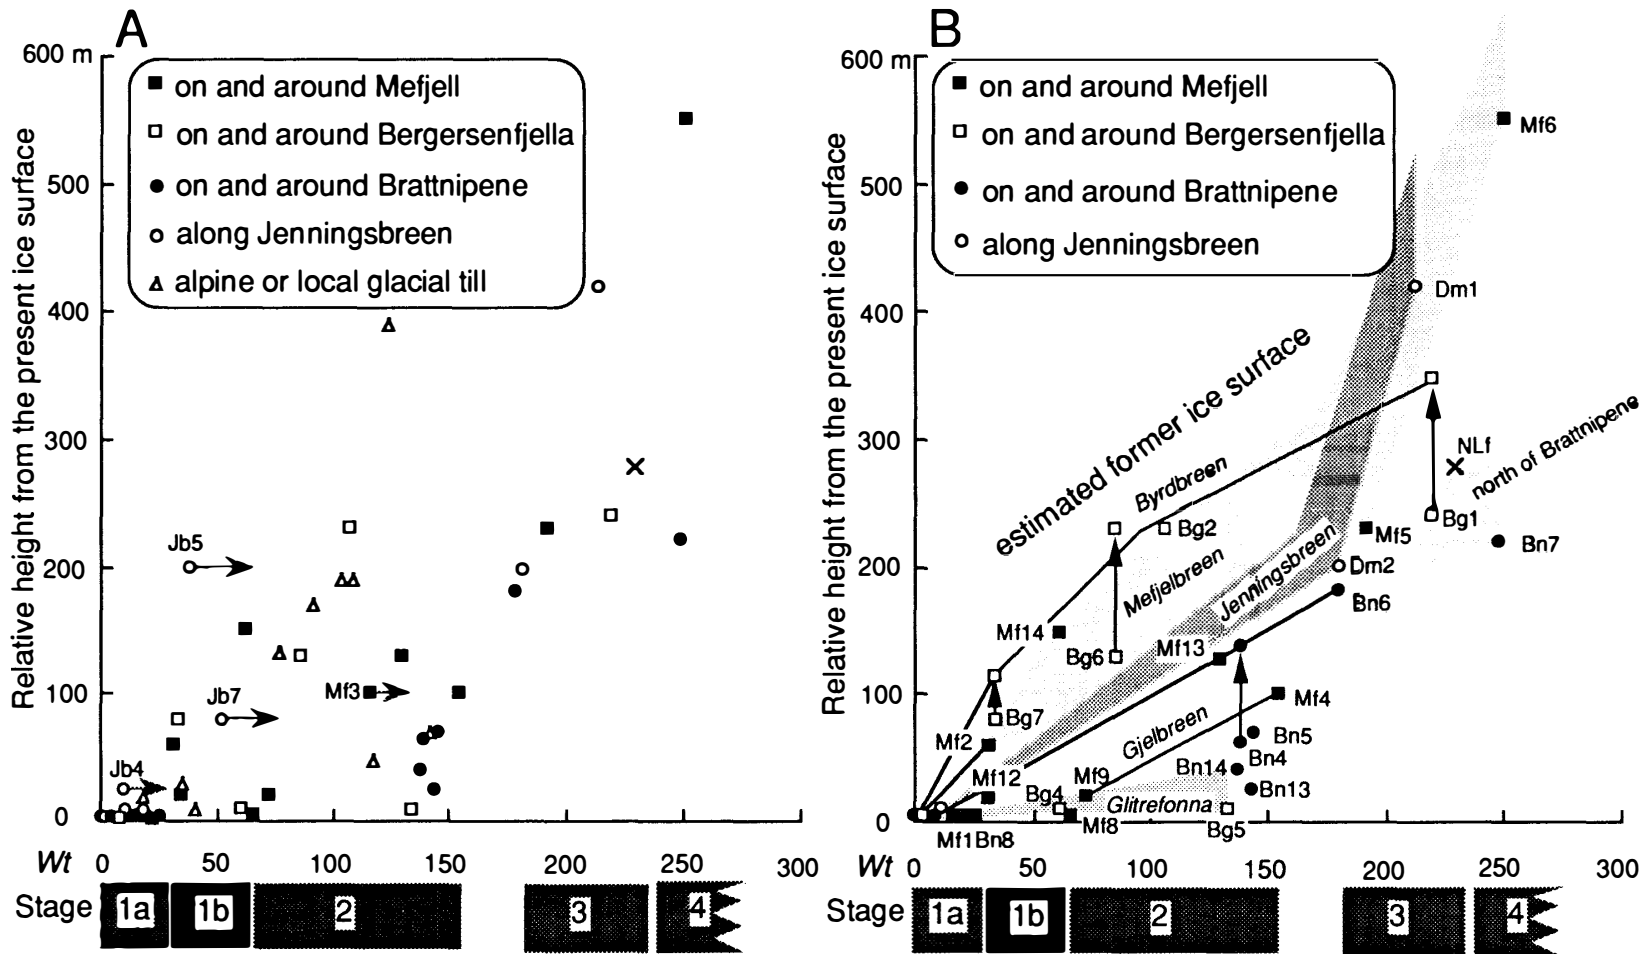 A
600 m
500
400
300
200
100
0
Relative height from the present ice surface
on and around Mefjell
on and around Bergersenfjella
on and around Brattnipene
along Jenningsbreen
alpine or local glacial till
Jb5
Jb7
Mf3
Jb4
Wt 0 50 100 150 200 250 300
Stage 1a 1b 2 3 4
B
600 m
500
400
300
200
100
0
Relative height from the present ice surface
on and around Mefjell
on and around Bergersenfjella
on and around Brattnipene
along Jenningsbreen
Mf6
Dm1
estimated former ice surface
Byrdbreen
NLf
north of Brattnipene
Bg2
Bg1
Mf5
Bn7
Mefjelbreen
Jenningsbreen
Dm2
Bn6
Mf14
Bg6
Mf13
Bg7
Mf4
Mf2
Gjelbreen
Bn5
Bn4
Mf12
Mf9
Bn14
Bn13
Bg4
Glitrefonna
Mf8
Bg5
Mf1 Bn8
Wt 0 50 100 150 200 250 300
Stage 1a 1b 2 3 4